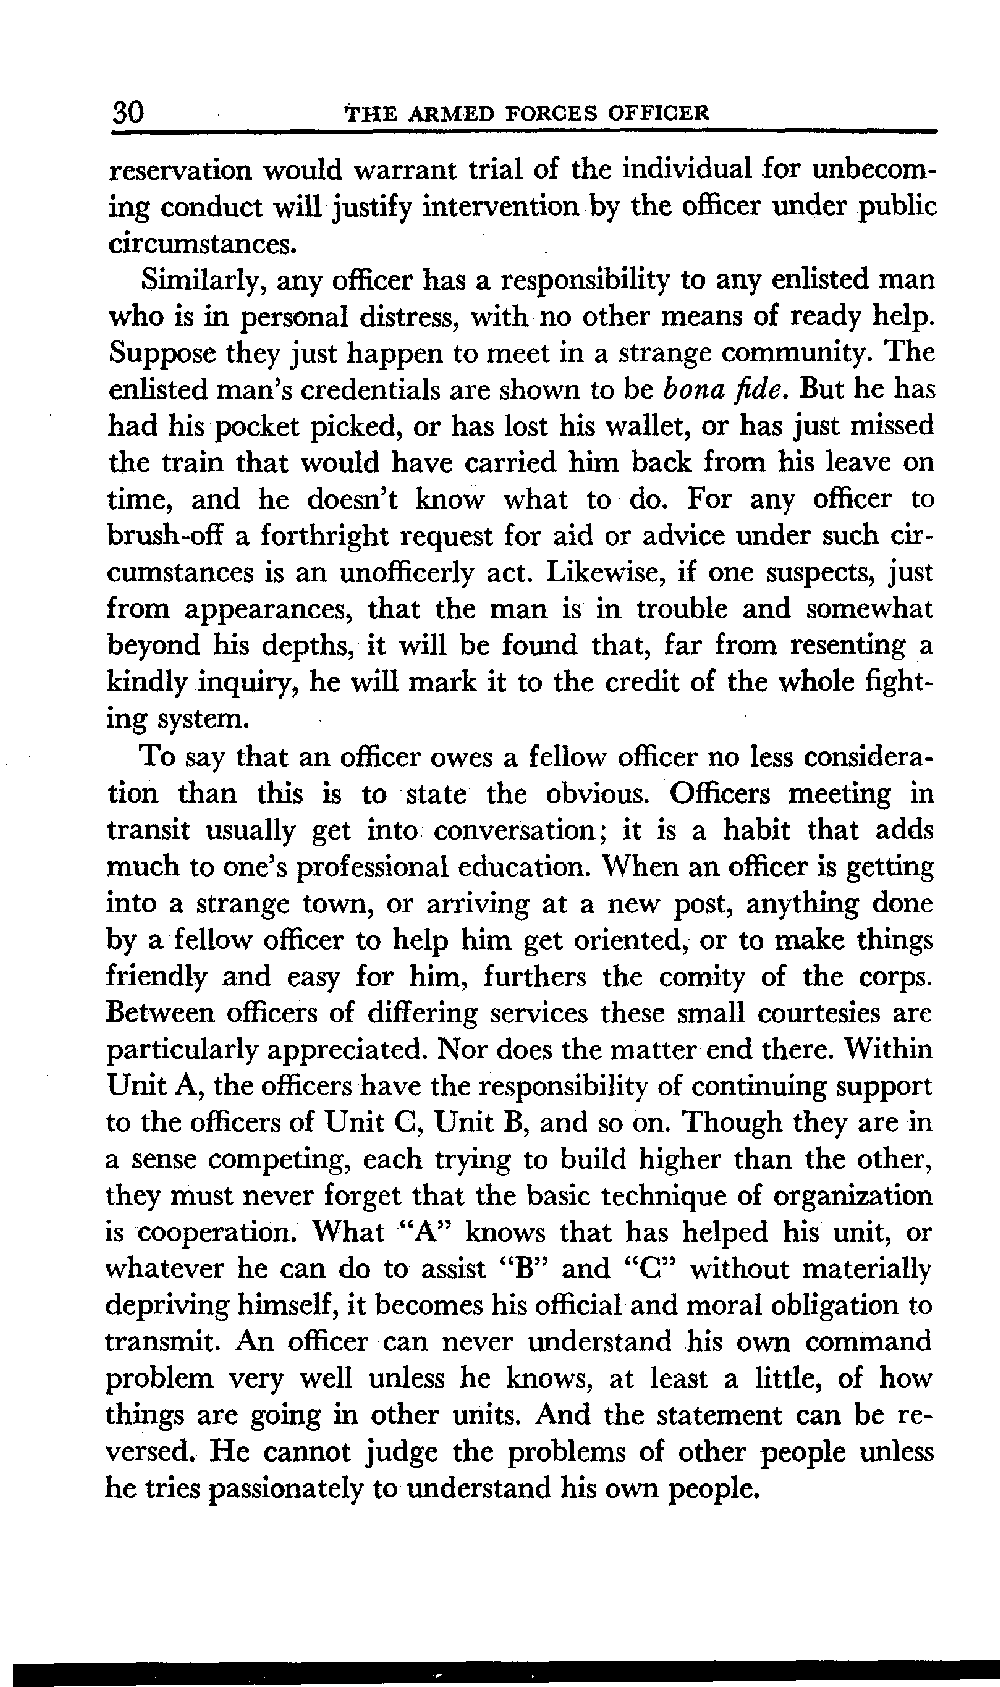 30 THE ARMED FORCES OFFICER
reservation would warrant trial of the individual for unbecom-
ing conduct will justify intervention by the officer under public
circumstances.
Similarly, any officer has a responsibility to any enlisted man
who is in personal distress, with no other means of ready help.
Suppose they just happen to meet in a strange community. The
enlisted man's credentials are shown to be bona fide. But he has
had his pocket picked, or has lost his wallet, or has just missed
the train that would have carried him back from his leave on
time, and he doesn't know what to do. For any officer to
brush-off a forthright request for aid or advice under such cir-
cumstances is an unofficerly act. Likewise, if one suspects, just
from appearances, that the man is in trouble and somewhat
beyond his depths, it will be found that, far from resenting a
kindly inquiry, he will mark it to the credit of the whole fight-
ing system.
To say that an officer owes a fellow officer no less considera-
tion than this is to state the obvious. Officers meeting in
transit usually get into conversation; it is a habit that adds
much to one's professional education. When an officer is getting
into a strange town, or arriving at a new post, anything done
by a fellow officer to help him get oriented, or to make things
friendly and easy for him, furthers the comity of the corps.
Between officers of differing services these small courtesies are
particularly appreciated. Nor does the matter end there. Within
Unit A, the officers have the responsibility of continuing support
to the officers of Unit C, Unit B, and so on. Though they are in
a sense competing, each trying to build higher than the other,
they must never forget that the basic technique of organization
is cooperation. What "A" knows that has helped his unit, or
whatever he can do to assist "B" and "C" without materially
depriving himself, it becomes his official and moral obligation to
transmit. An officer can never understand his own command
problem very well unless he knows, at least a little, of how
things are going in other units. And the statement can be re-
versed. He cannot judge the problems of other people unless
he tries passionately to understand his own people.